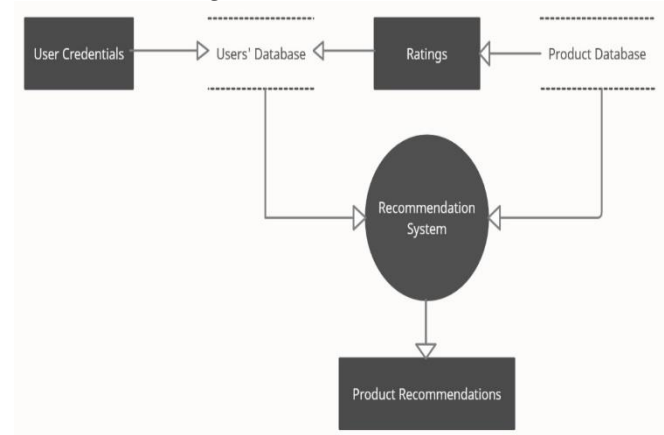 User Credentials
Users' Database
Ratings
Product Database
Recommendation
System
Product Recommendations